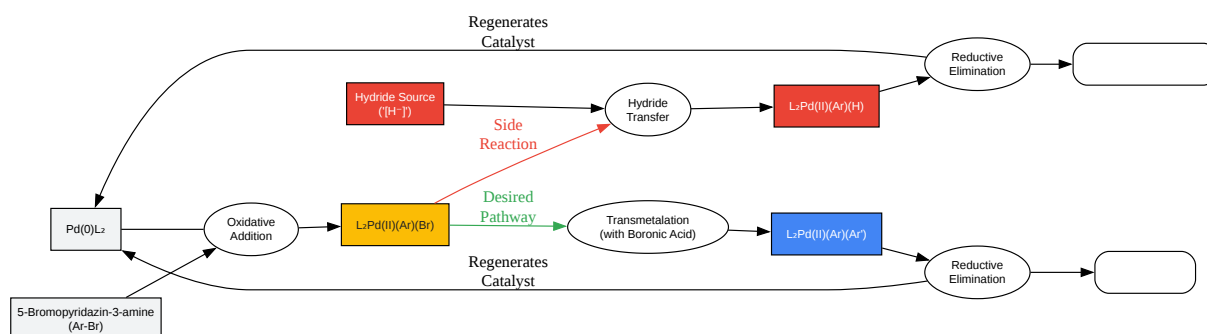 Regenerates
Catalyst
Reductive
Elimination
Hydride Source
('[H⁻]')
Hydride
Transfer
L₂Pd(II)(Ar)(H)
Side
Reaction
Desired
Pathway
Pd(0)L₂
Oxidative
Addition
L₂Pd(II)(Ar)(Br)
Transmetalation
(with Boronic Acid)
L₂Pd(II)(Ar)(Ar')
Regenerates
Catalyst
Reductive
Elimination
5-Bromopyridazin-3-amine
(Ar-Br)